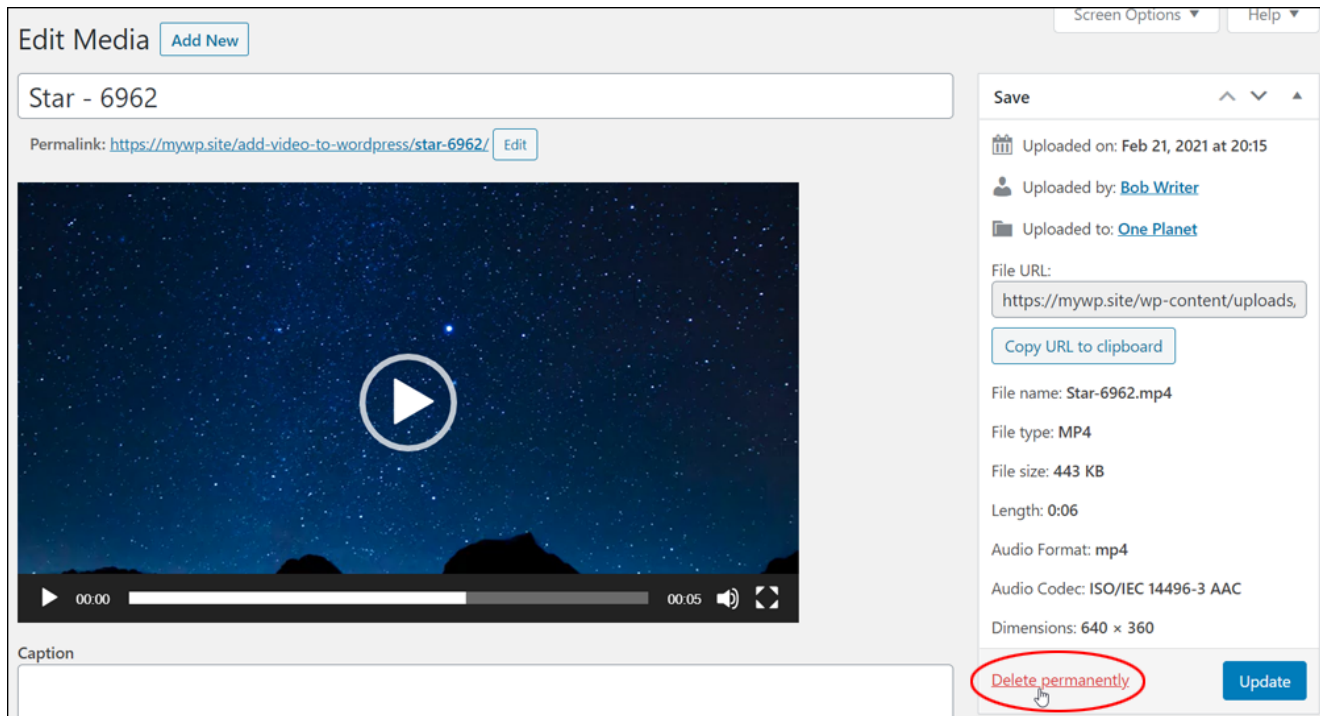 Screen Options ▼ Help ▼
Edit Media Add New
Star - 6962
Permalink: https://mywp.site/add-video-to-wordpress/star-6962/ Edit
00:00 00:05
Caption
Save
Uploaded on: Feb 21, 2021 at 20:15
Uploaded by: Bob Writer
Uploaded to: One Planet
File URL:
https://mywp.site/wp-content/uploads,
Copy URL to clipboard
File name: Star-6962.mp4
File type: MP4
File size: 443 KB
Length: 0:06
Audio Format: mp4
Audio Codec: ISO/IEC 14496-3 AAC
Dimensions: 640 × 360
Delete permanently Update